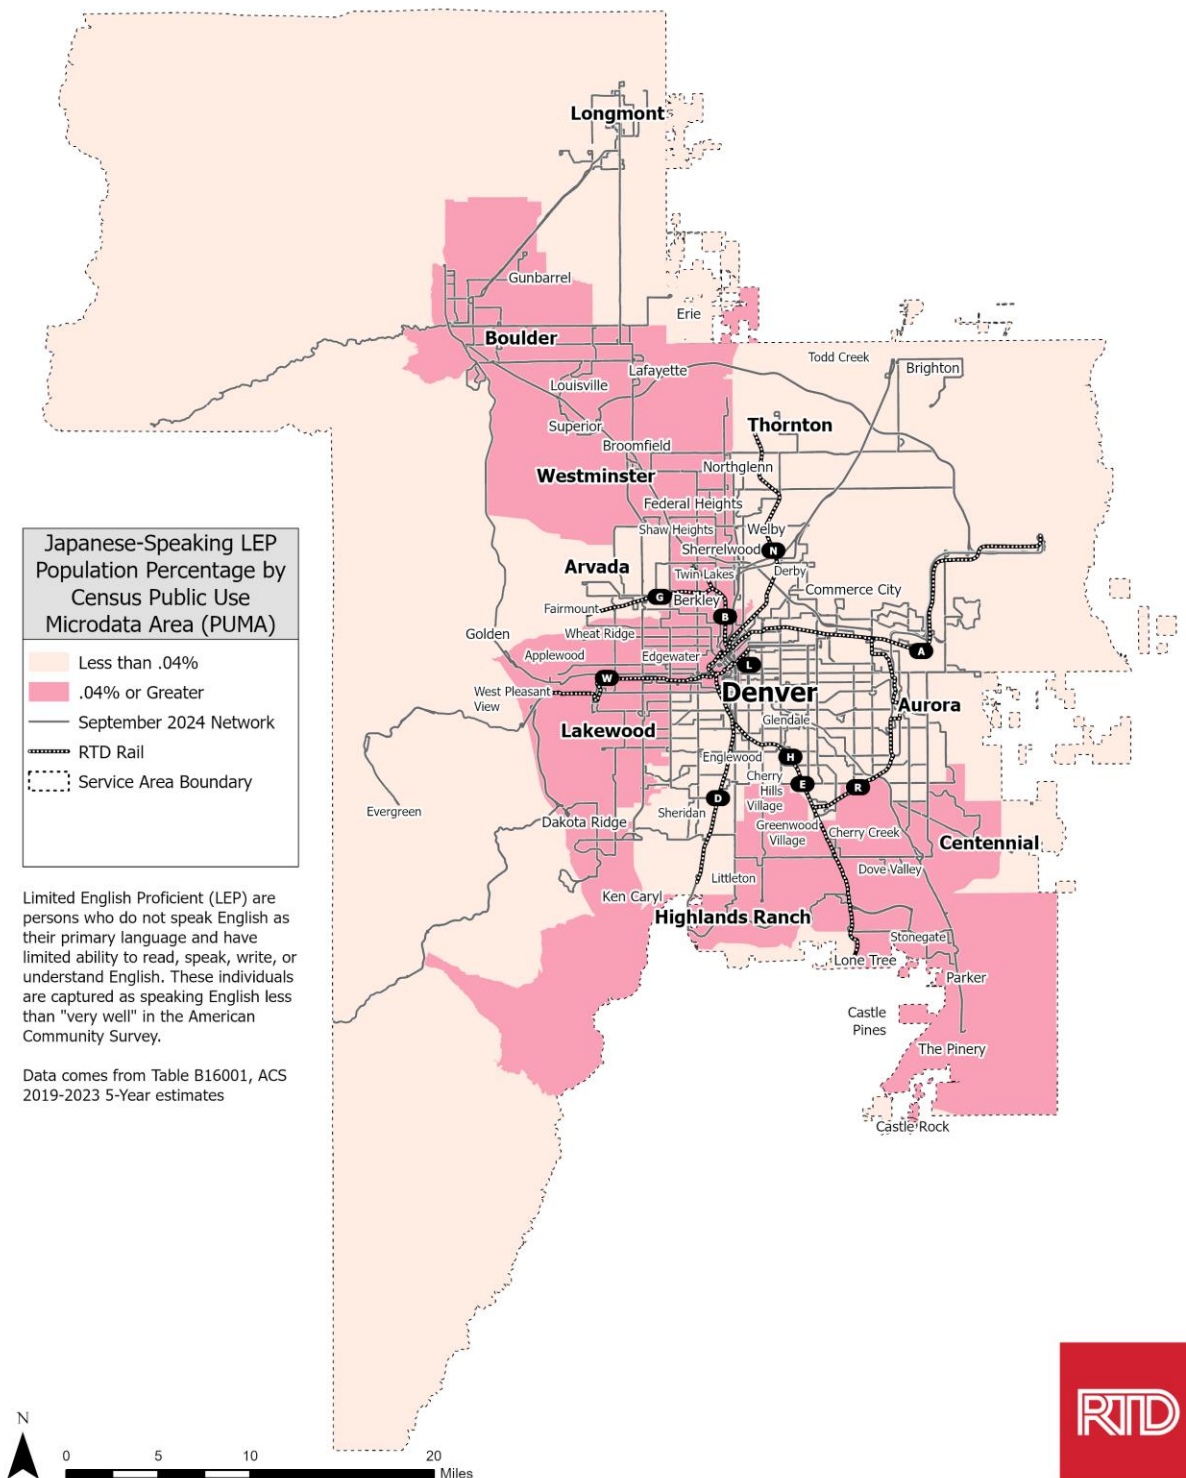 Longmont
Gunbarrel
Erie
Boulder
Todd Creek
Brighton
Lafayette
Louisville
Superior
Thornton
Broomfield
Northglenn
Westminster
Federal Heights
Shaw Heights
Welby
Sherrelwood
N
Arvada
Twin Lakes
Derby
Commerce City
G
Berkley
Fairmount
B
Golden
Wheat Ridge
Applewood
Edgewater
A
L
W
West Pleasant
View
Denver
Aurora
Glendale
Lakewood
Englewood
H
Cherry
Hills
Village
E
R
D
Evergreen
Sheridan
Dakota Ridge
Greenwood
Village
Cherry Creek
Centennial
Dove Valley
Littleton
Ken Caryl
Highlands Ranch
Stonegate
Lone Tree
Parker
Castle
Pines
The Pinery
Castle Rock
Japanese-Speaking LEP
Population Percentage by
Census Public Use
Microdata Area (PUMA)
Less than .04%
.04% or Greater
September 2024 Network
RTD Rail
Service Area Boundary
Limited English Proficient (LEP) are
persons who do not speak English as
their primary language and have
limited ability to read, speak, write, or
understand English. These individuals
are captured as speaking English less
than "very well" in the American
Community Survey.
Data comes from Table B16001, ACS
2019-2023 5-Year estimates
N
0 5 10 20
Miles
RTD